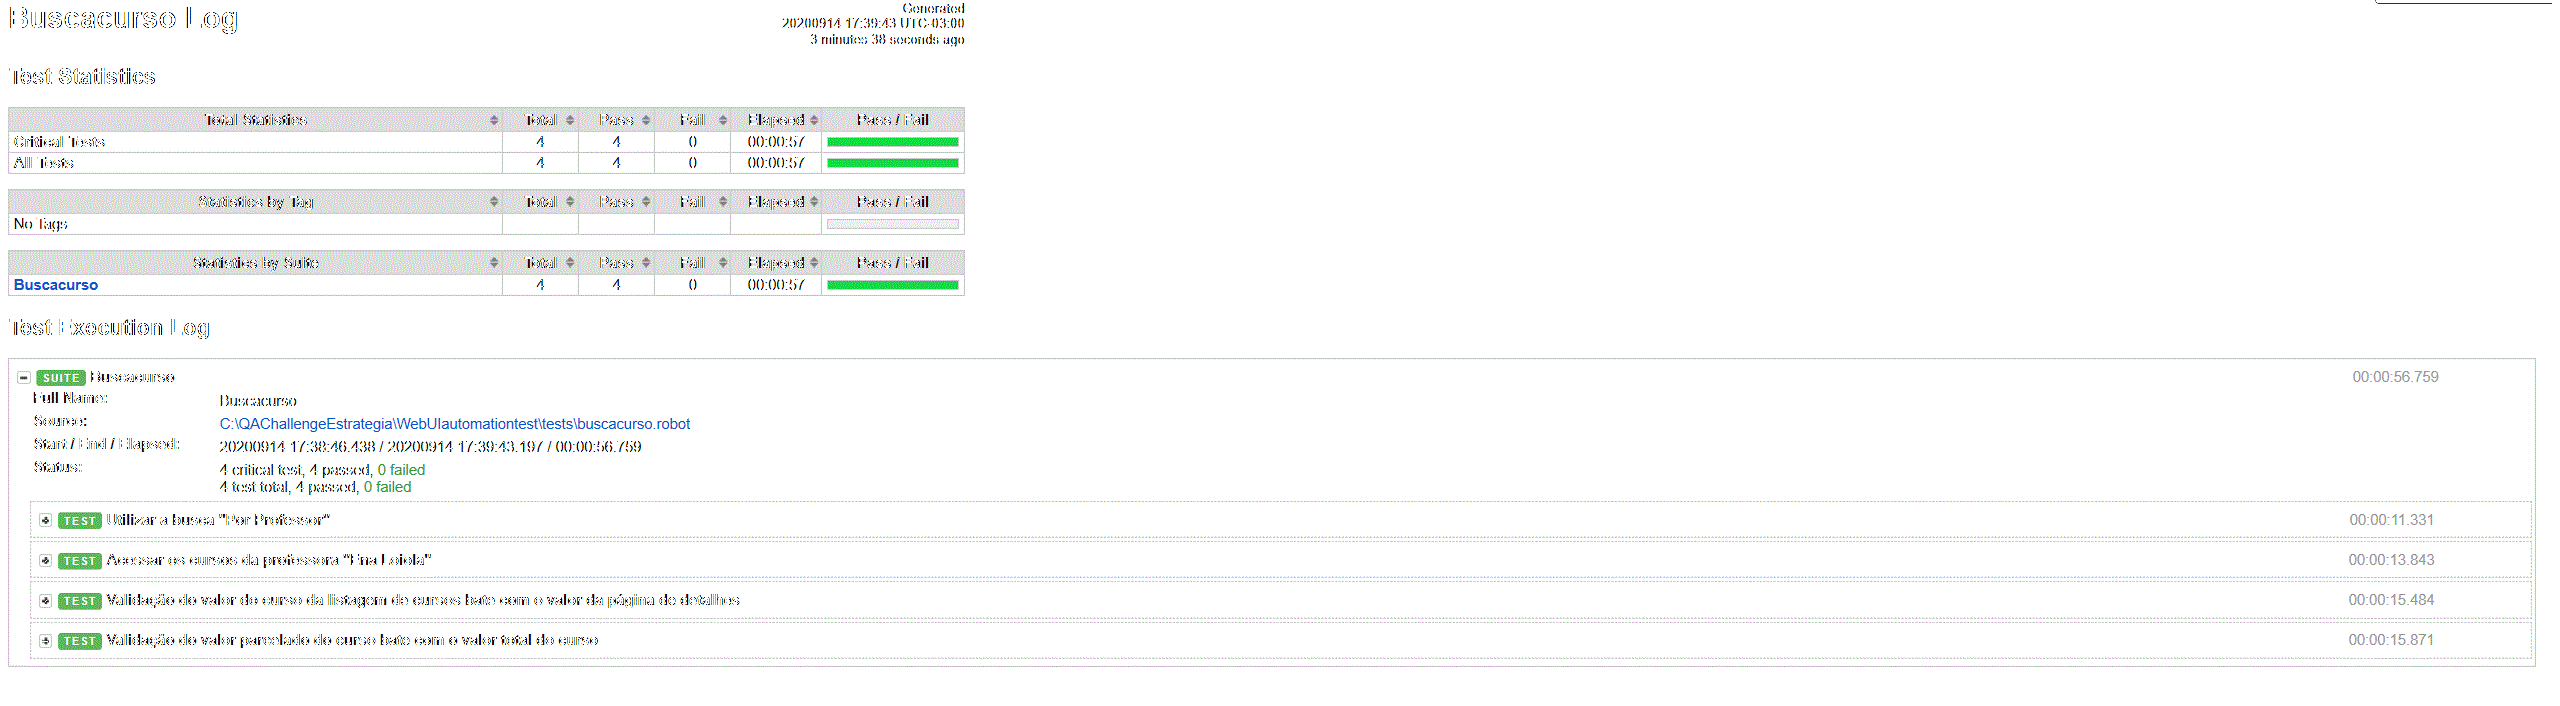 Buscacurso Log
Generated
20200914 17:39:43 UTC-03:00
3 minutes 38 seconds ago
Test Statistics
Total Statistics Total Pass Fail Elapsed Pass / Fail
Critical Tests 4 4 0 00:00:57
All Tests 4 4 0 00:00:57
Statistics by Tag Total Pass Fail Elapsed Pass / Fail
No Tags
Statistics by Suite Total Pass Fail Elapsed Pass / Fail
Buscacurso 4 4 0 00:00:57
Test Execution Log
SUITE Buscacurso 00:00:56.759
Full Name: Buscacurso
Source: C:\QAChallengeEstrategia\WebUIautomationtest\tests\buscacurso.robot
Start / End / Elapsed: 20200914 17:38:46.438 / 20200914 17:39:43.197 / 00:00:56.759
Status: 4 critical test, 4 passed, 0 failed
4 test total, 4 passed, 0 failed
TEST Utilizar a busca "Por Professor" 00:00:11.331
TEST Acessar os cursos da professora "Ena Loiola" 00:00:13.843
TEST Validação do valor do curso da listagem de cursos bate com o valor da página de detalhes 00:00:15.484
TEST Validação do valor parcelado do curso bate com o valor total do curso 00:00:15.871